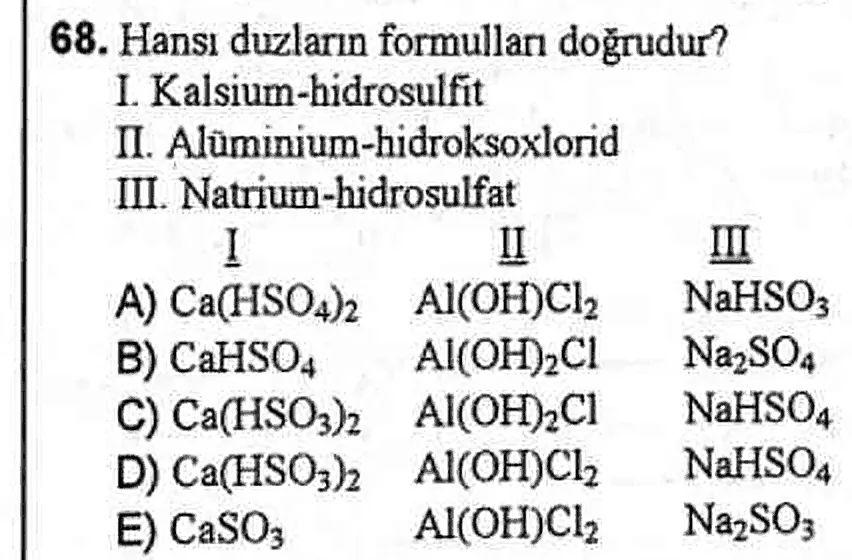 68. Hansı duzların formulları doğrudur?
I. Kalsium-hidrosulfit
II. Alüminium-hidroksoxlorid
III. Natrium-hidrosulfat
I II III
A) Ca(HSO₄)₂ Al(OH)Cl₂ NaHSO₃
B) CaHSO₄ Al(OH)₂Cl Na₂SO₄
C) Ca(HSO₃)₂ Al(OH)₂Cl NaHSO₄
D) Ca(HSO₃)₂ Al(OH)Cl₂ NaHSO₄
E) CaSO₃ Al(OH)Cl₂ Na₂SO₃